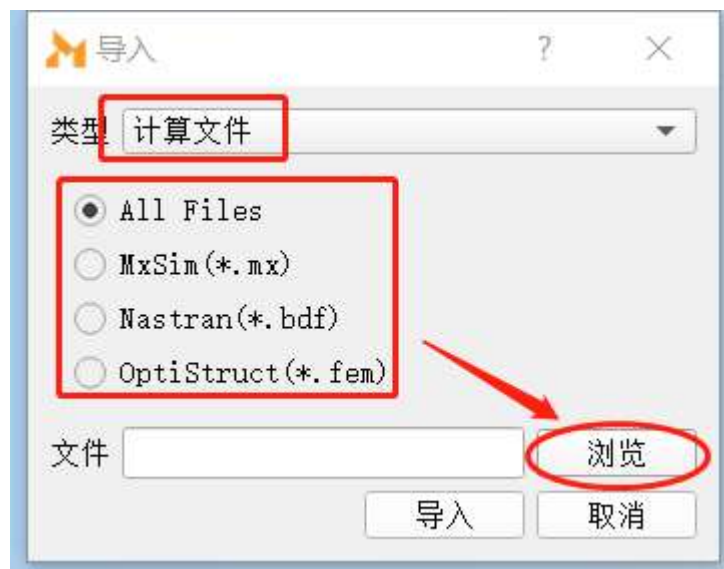 导入
类型 计算文件
All Files
MxSim(*.mx)
Nastran(*.bdf)
OptiStruct(*.fem)
文件 浏览
导入 取消